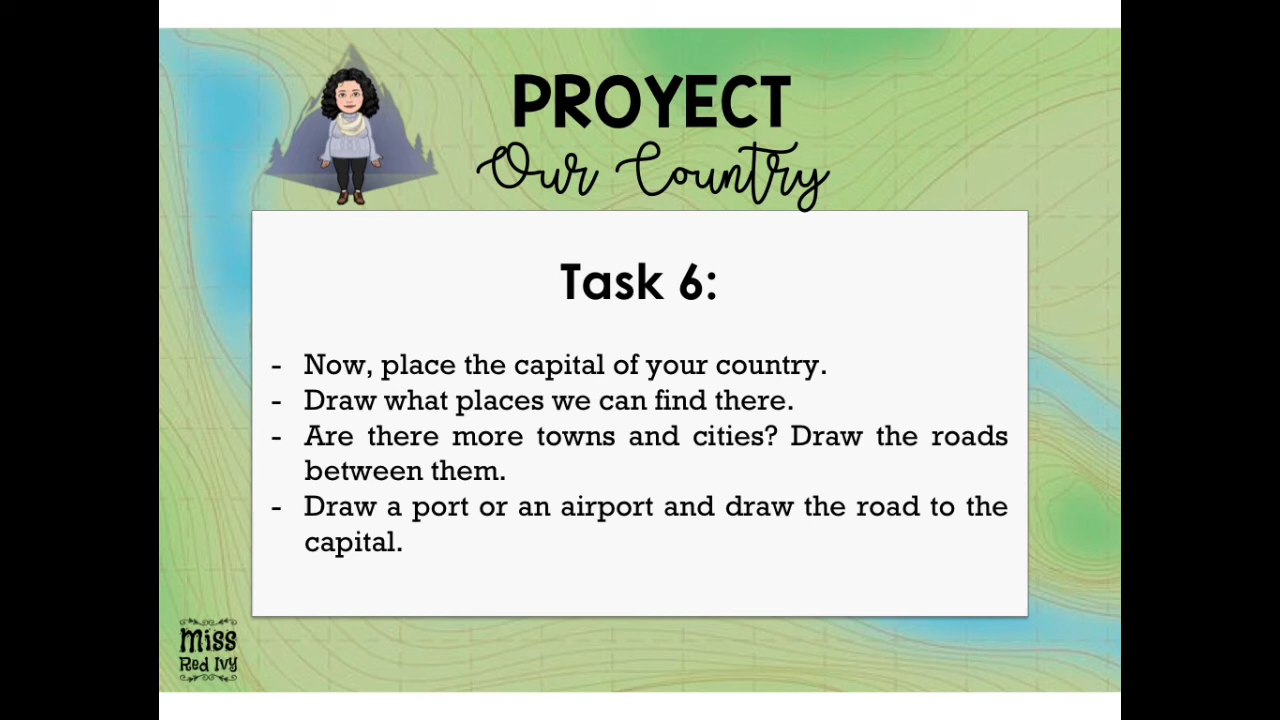 PROYECT
Our Country
Task 6:
- Now, place the capital of your country.
- Draw what places we can find there.
- Are there more towns and cities? Draw the roads
between them.
- Draw a port or an airport and draw the road to the
capital.
Miss
Red Ivy